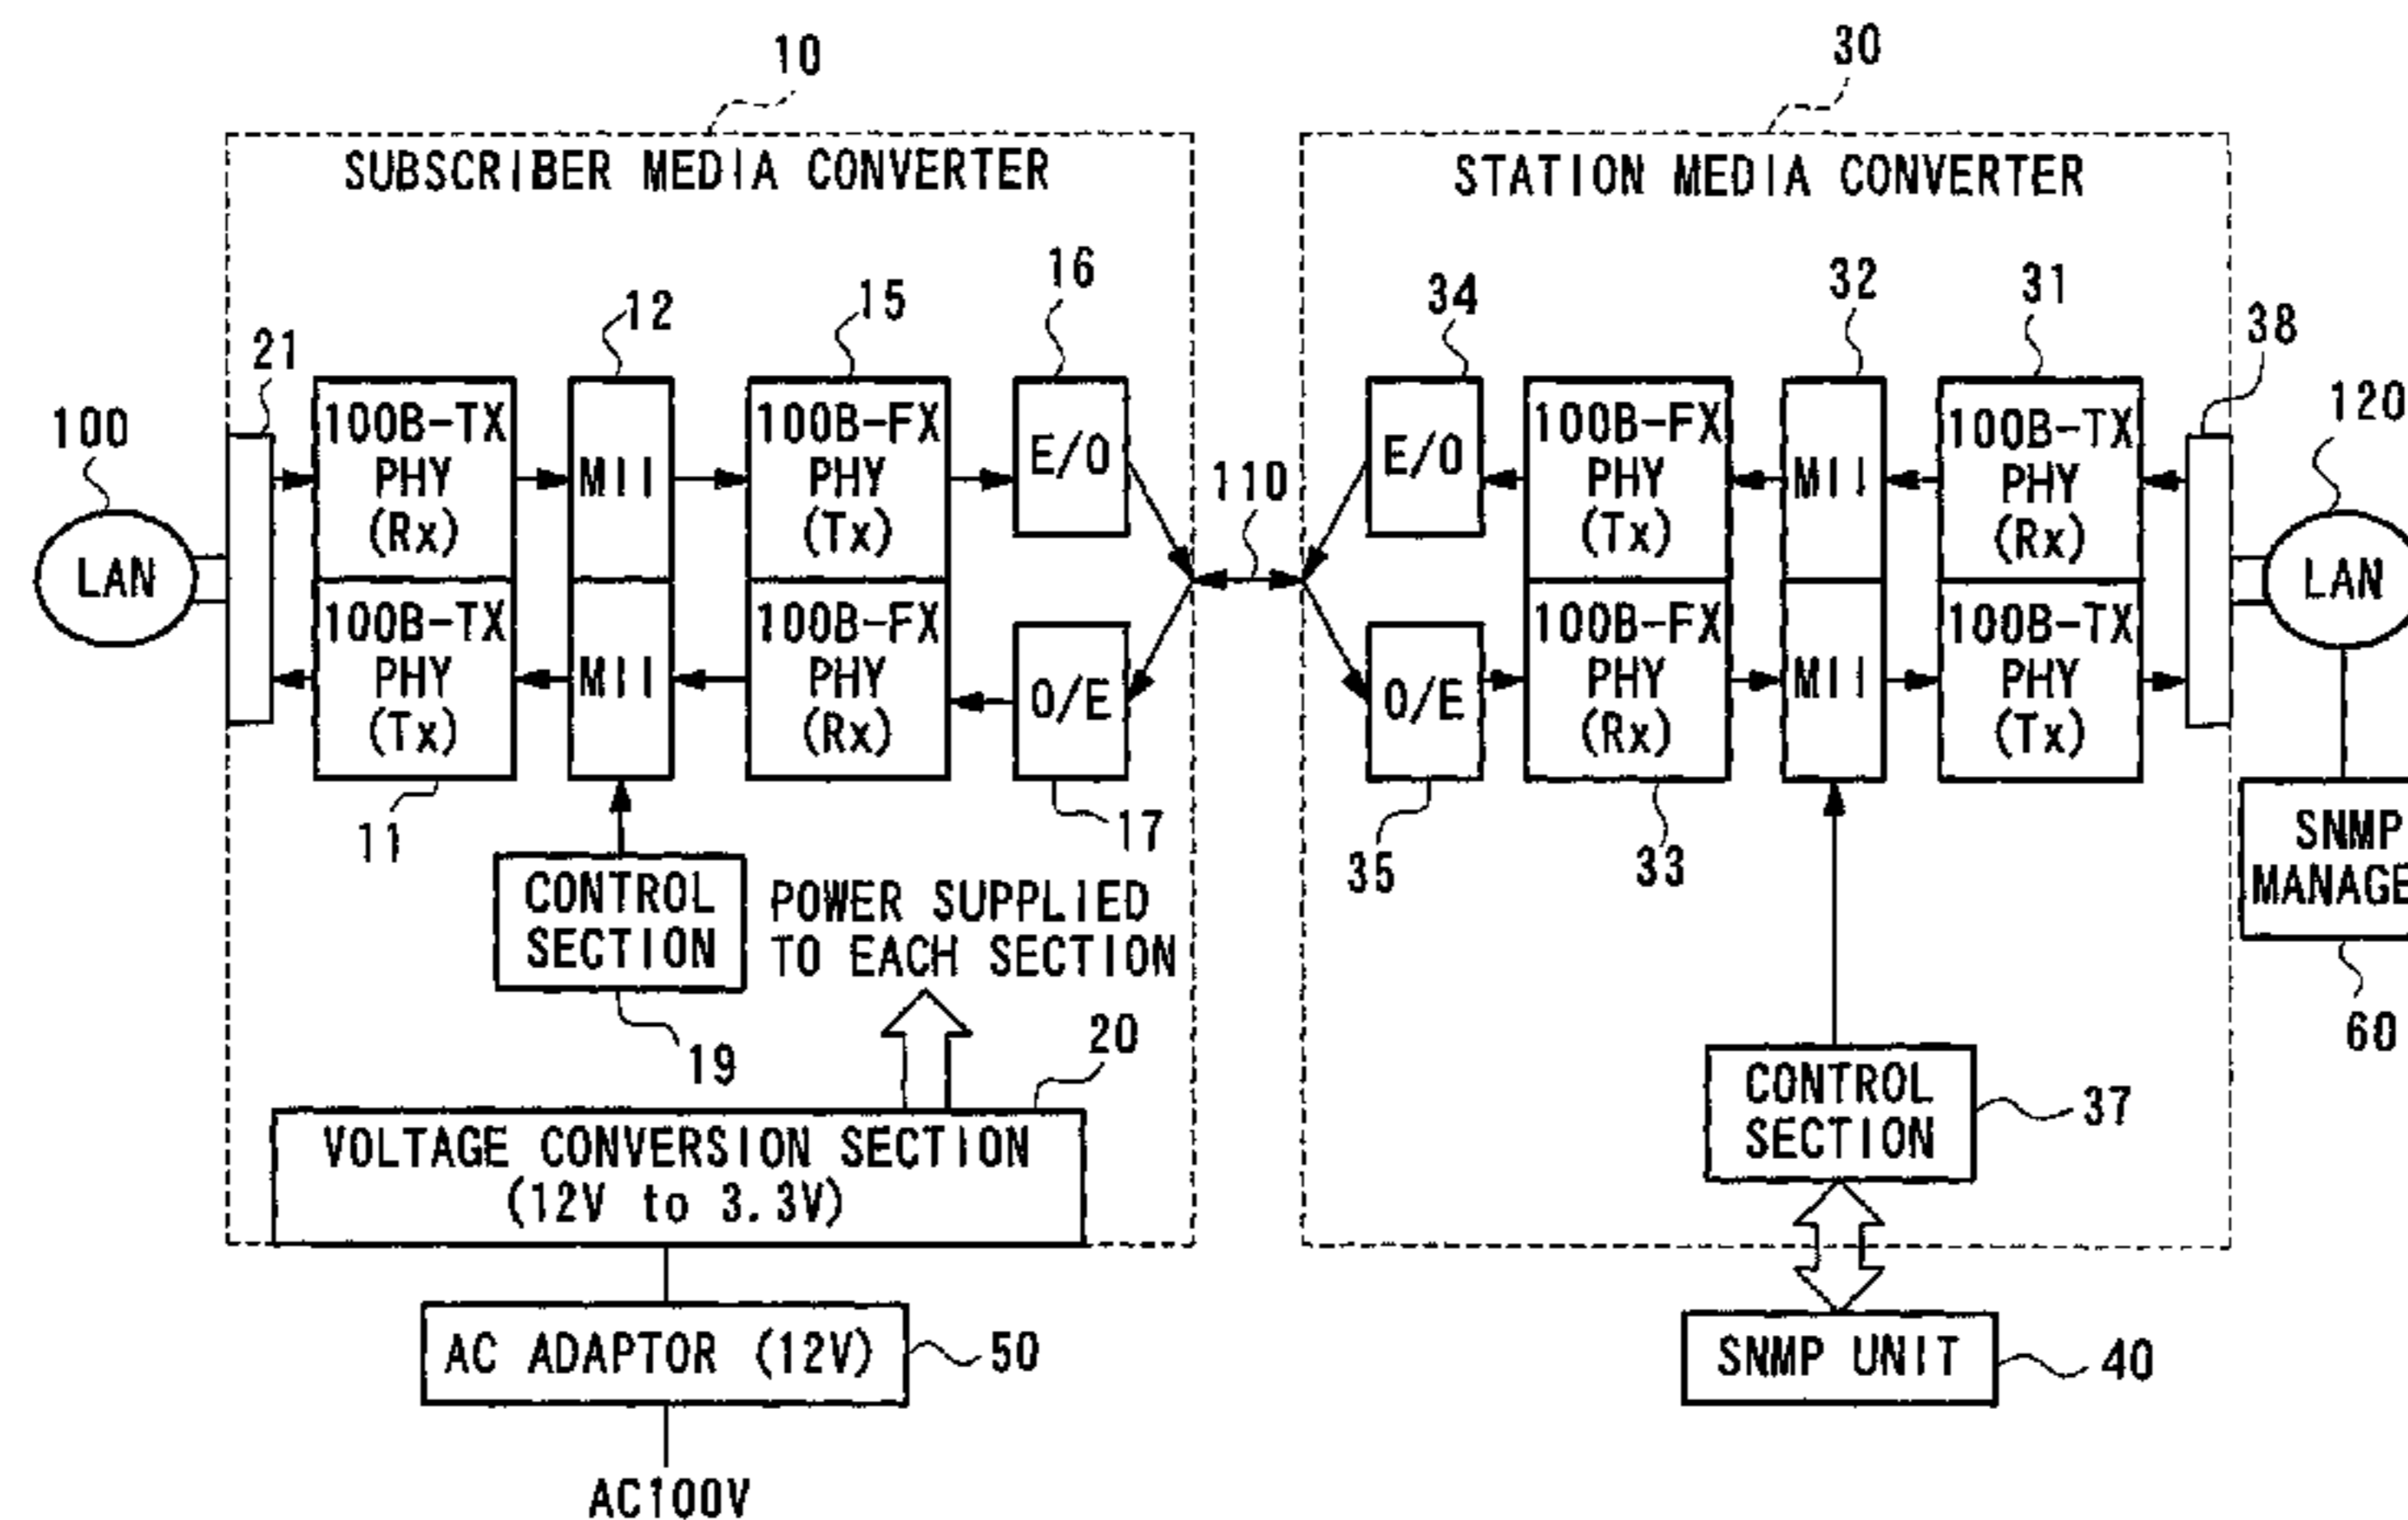 10
30
SUBSCRIBER MEDIA CONVERTER
STATION MEDIA CONVERTER
16
12
15
34
32
31
38
21
100
120
100B-TX
PHY
(Rx)
MII
100B-FX
PHY
(Tx)
E/O
110
E/O
100B-FX
PHY
(Tx)
MII
100B-TX
PHY
(Rx)
LAN
LAN
100B-TX
PHY
(Tx)
MII
100B-FX
PHY
(Rx)
O/E
O/E
100B-FX
PHY
(Rx)
MII
100B-TX
PHY
(Tx)
11
17
35
33
SNMP
MANAGE
60
CONTROL
SECTION
19
POWER SUPPLIED
TO EACH SECTION
20
CONTROL
SECTION
37
VOLTAGE CONVERSION SECTION
(12V to 3.3V)
AC ADAPTOR (12V)
50
SNMP UNIT
40
AC100V